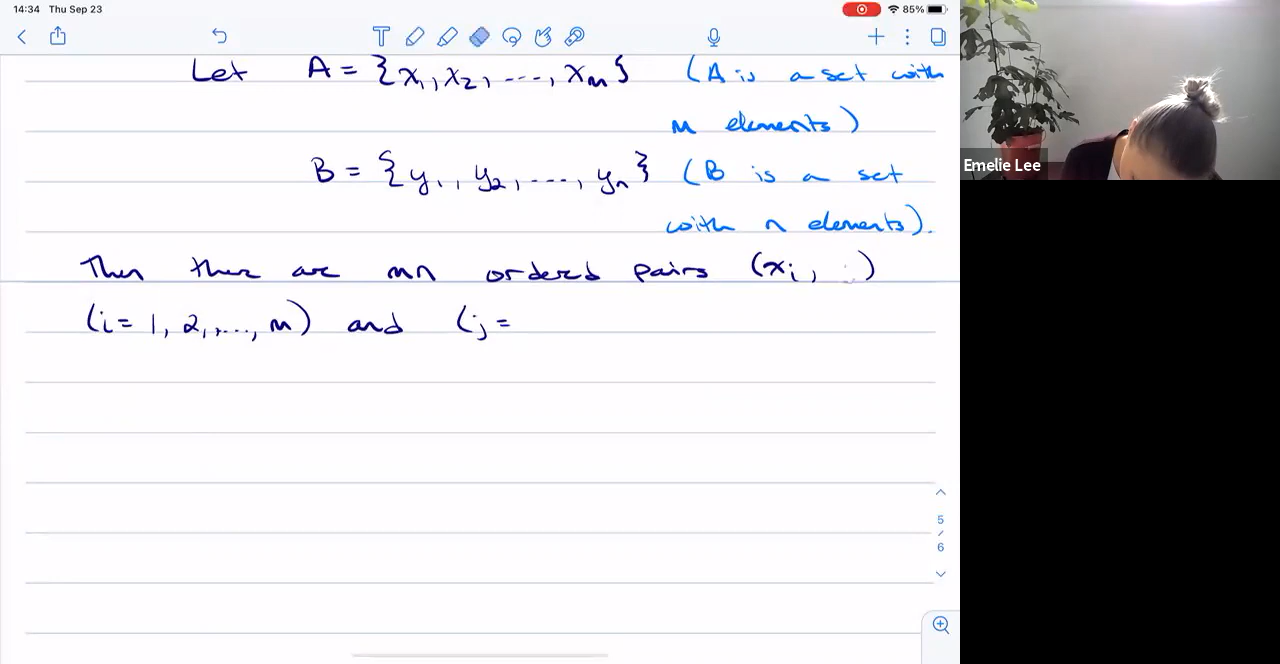 14:34 Thu Sep 23
85%
Let A = {x1, x2, ----, xm} (A is a set with
m elements)
B = {y1, y2, ----, yn} (B is a set
with n elements).
Then there are mn ordered pairs (xi, )
(i = 1, 2, ..., m) and (j =
Emelie Lee
5
/
6